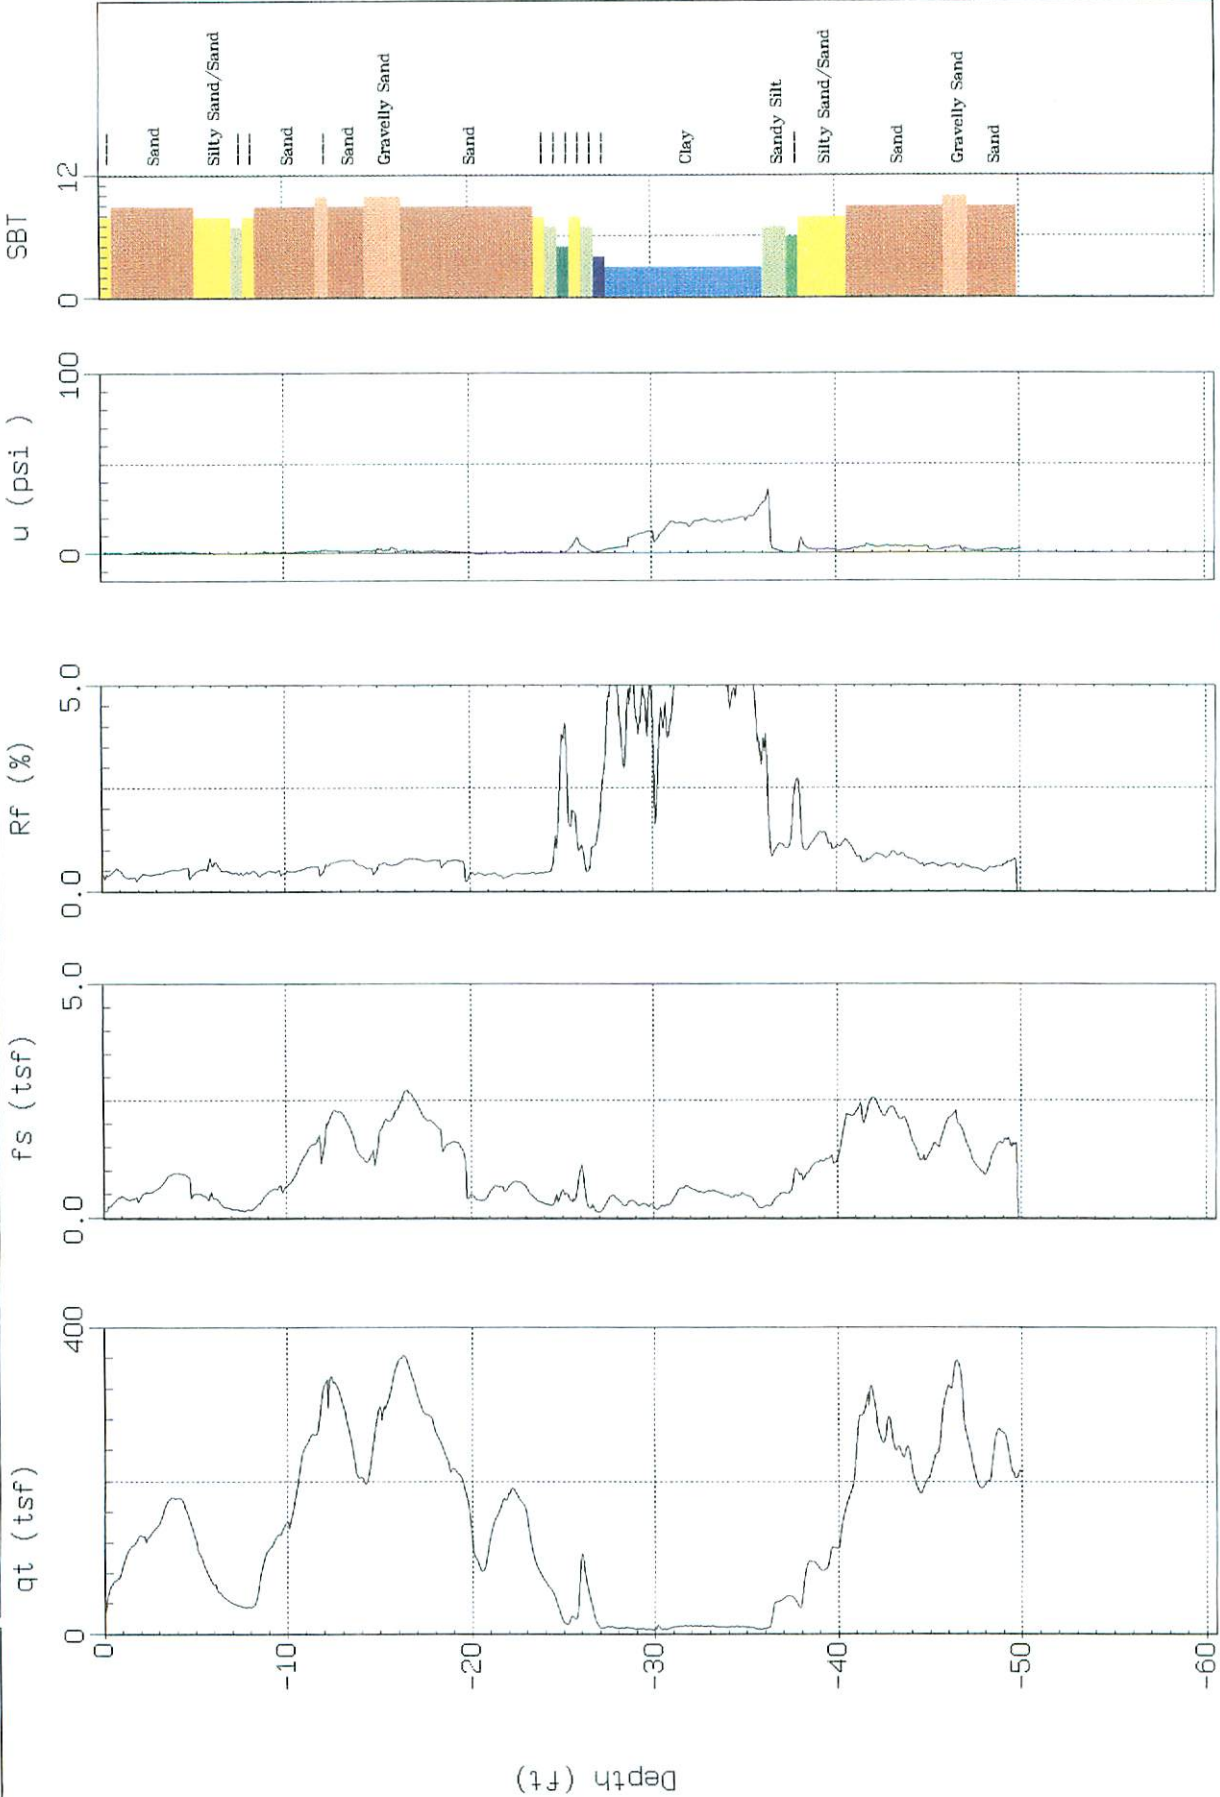 qt (tsf)
0
400
fs (tsf)
0.0
5.0
Rf (%)
0.0
5.0
u (psi )
0
100
SBT
0
12
Depth (ft)
0
-10
-20
-30
-40
-50
-60
----
Sand
Silty Sand/Sand
----
----
Sand
----
Sand
Gravelly Sand
Sand
----
----
----
----
----
----
Clay
Sandy Silt
----
Silty Sand/Sand
Sand
Gravelly Sand
Sand